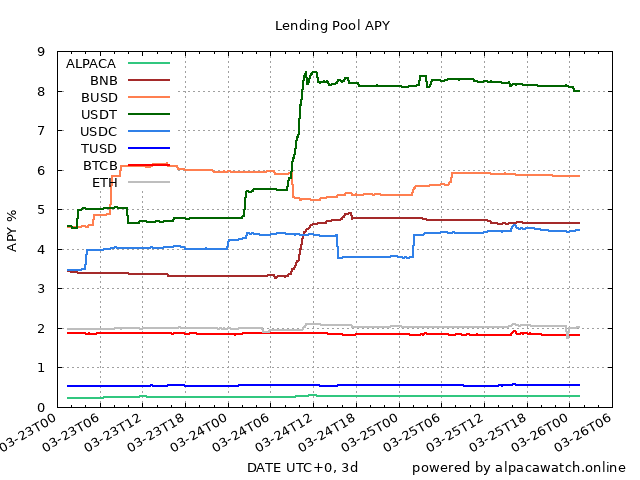 Lending Pool APY
9
8
7
6
5
4
3
2
1
0
APY %
ALPACA
BNB
BUSD
USDT
USDC
TUSD
BTCB
ETH
03-23T00
03-23T06
03-23T12
03-23T18
03-24T00
03-24T06
03-24T12
03-24T18
03-25T00
03-25T06
03-25T12
03-25T18
03-26T00
03-26T06
DATE UTC+0, 3d
powered by alpacawatch.online